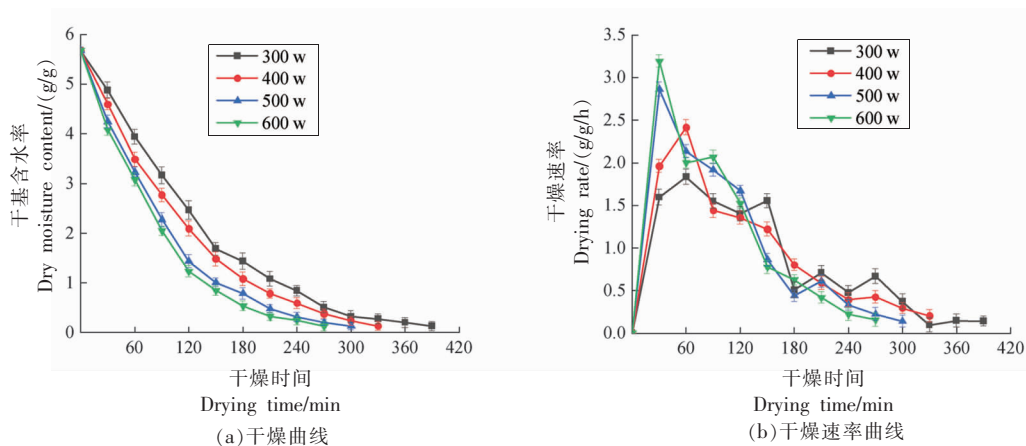 干基含水率
Dry moisture content/(g/g)
6
5
4
3
2
1
0
300 w
400 w
500 w
600 w
60 120 180 240 300 360 420
干燥时间
Drying time/min
(a)干燥曲线
干燥速率
Drying rate/(g/g/h)
3.5
3.0
2.5
2.0
1.5
1.0
0.5
0.0
300 w
400 w
500 w
600 w
60 120 180 240 300 360 420
干燥时间
Drying time/min
(b)干燥速率曲线